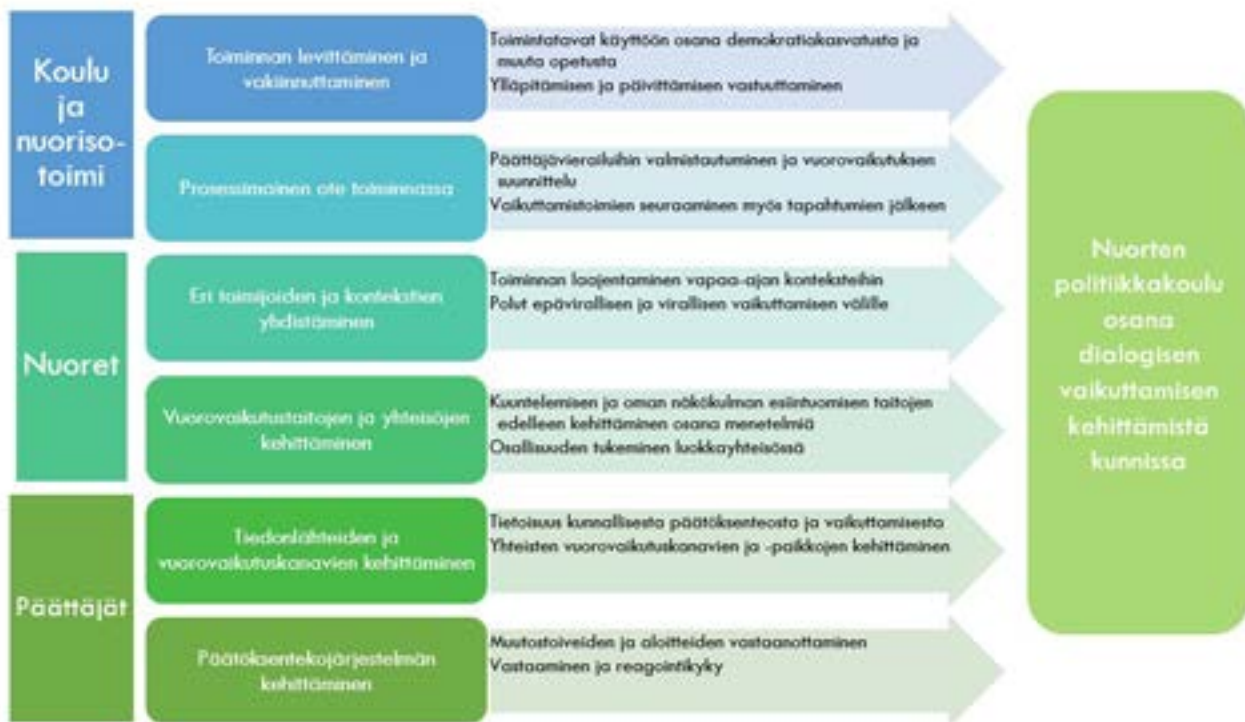 Koulu
ja
nuoriso-
toimi
Toiminnan levittäminen ja
vakiinnuttaminen
Toimintatavat käyttöön osana demokratiakasvatusta ja
muuta opetusta
Ylläpitämisen ja päivittämisen vastuuttaminen
Prosessimainen ote toiminnassa
Päättäjävierailuihin valmistautuminen ja vuorovaikutuksen
suunnittelu
Vaikuttamistoimien seuraaminen myös tapahtumien jälkeen
Nuoret
Eri toimijoiden ja kontekstien
yhdistäminen
Toiminnan laajentaminen vapaa-ajan konteksteihin
Polut epävirallisen ja virallisen vaikuttamisen välille
Vuorovaikutustaitojen ja yhteisöjen
kehittäminen
Kuuntelemisen ja oman näkökulman esiintuomisen taitojen
edelleen kehittäminen osana menetelmiä
Osallisuuden tukeminen luokkayhteisössä
Päättäjät
Tiedonlähteiden ja
vuorovaikutuskanavien kehittäminen
Tietoisuus kunnallisesta päätöksenteosta ja vaikuttamisesta
Yhteisten vuorovaikutuskanavien ja -paikkojen kehittäminen
Päätöksentekojärjestelmän
kehittäminen
Muutostoiveiden ja aloitteiden vastaanottaminen
Vastaaminen ja reagointikyky
Nuorten
politiikkakoulu
osana
dialogisen
vaikuttamisen
kehittämistä
kunnissa